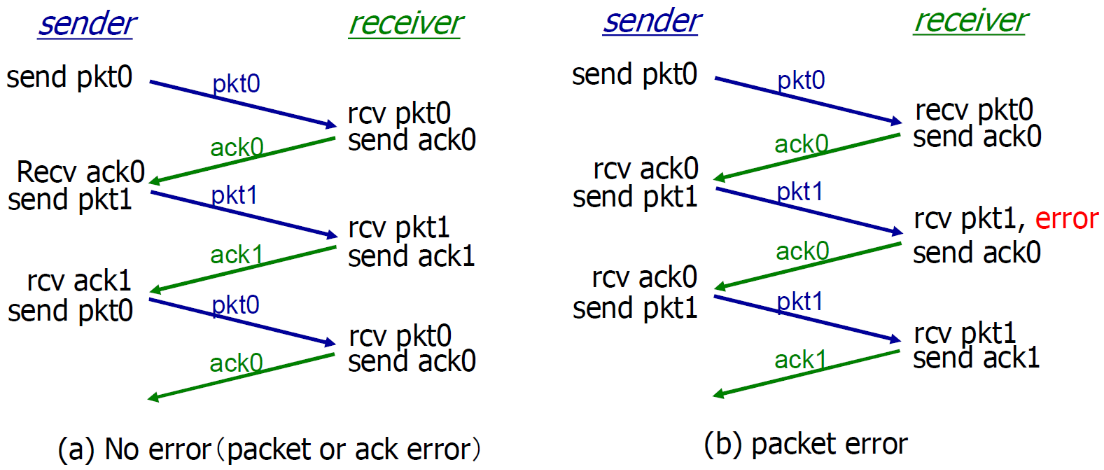 sender
receiver
send pkt0
pkt0
rcv pkt0
send ack0
ack0
Recv ack0
send pkt1
pkt1
rcv pkt1
send ack1
ack1
rcv ack1
send pkt0
pkt0
rcv pkt0
send ack0
ack0
(a) No error(packet or ack error)
sender
receiver
send pkt0
pkt0
recv pkt0
send ack0
ack0
rcv ack0
send pkt1
pkt1
rcv pkt1, error
send ack0
ack0
rcv ack0
send pkt1
pkt1
rcv pkt1
send ack1
ack1
(b) packet error